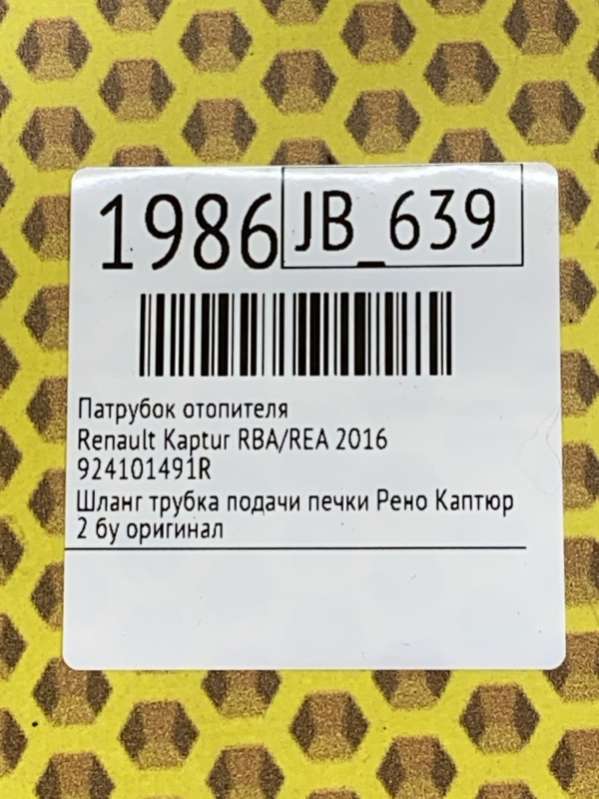 1986 JB_639
Патрубок отопителя
Renault Kaptur RBA/REA 2016
924101491R
Шланг трубка подачи печки Рено Каптюр
2 бу оригинал